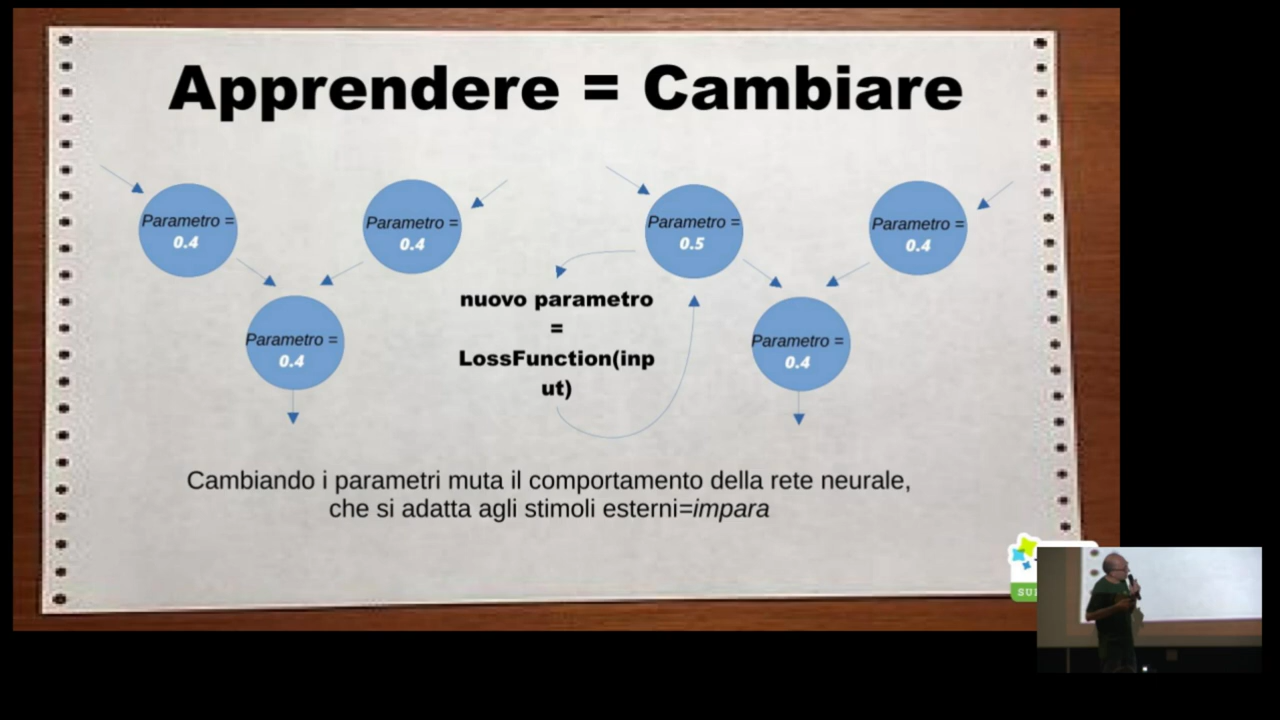 Apprendere = Cambiare
Parametro =
0.4
Parametro =
0.4
Parametro =
0.4
nuovo parametro
=
LossFunction(inp
ut)
Parametro =
0.5
Parametro =
0.4
Parametro =
0.4
Cambiando i parametri muta il comportamento della rete neurale,
che si adatta agli stimoli esterni=impara